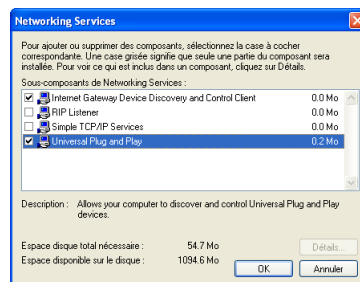 Networking Services
Pour ajouter ou supprimer des composants, sélectionnez la case à cocher
correspondante. Une case grisée signifie que seule une partie du composant sera
installée. Pour voir ce qui est inclus dans un composant, cliquez sur Détails.
Sous-composants de Networking Services :
Internet Gateway Device Discovery and Control Client 0.0 Mo
RIP Listener 0.0 Mo
Simple TCP/IP Services 0.0 Mo
Universal Plug and Play 0.2 Mo
Description : Allows your computer to discover and control Universal Plug and Play
devices.
Espace disque total nécessaire : 54.7 Mo
Espace disponible sur le disque : 1094.6 Mo
Détails...
OK Annuler